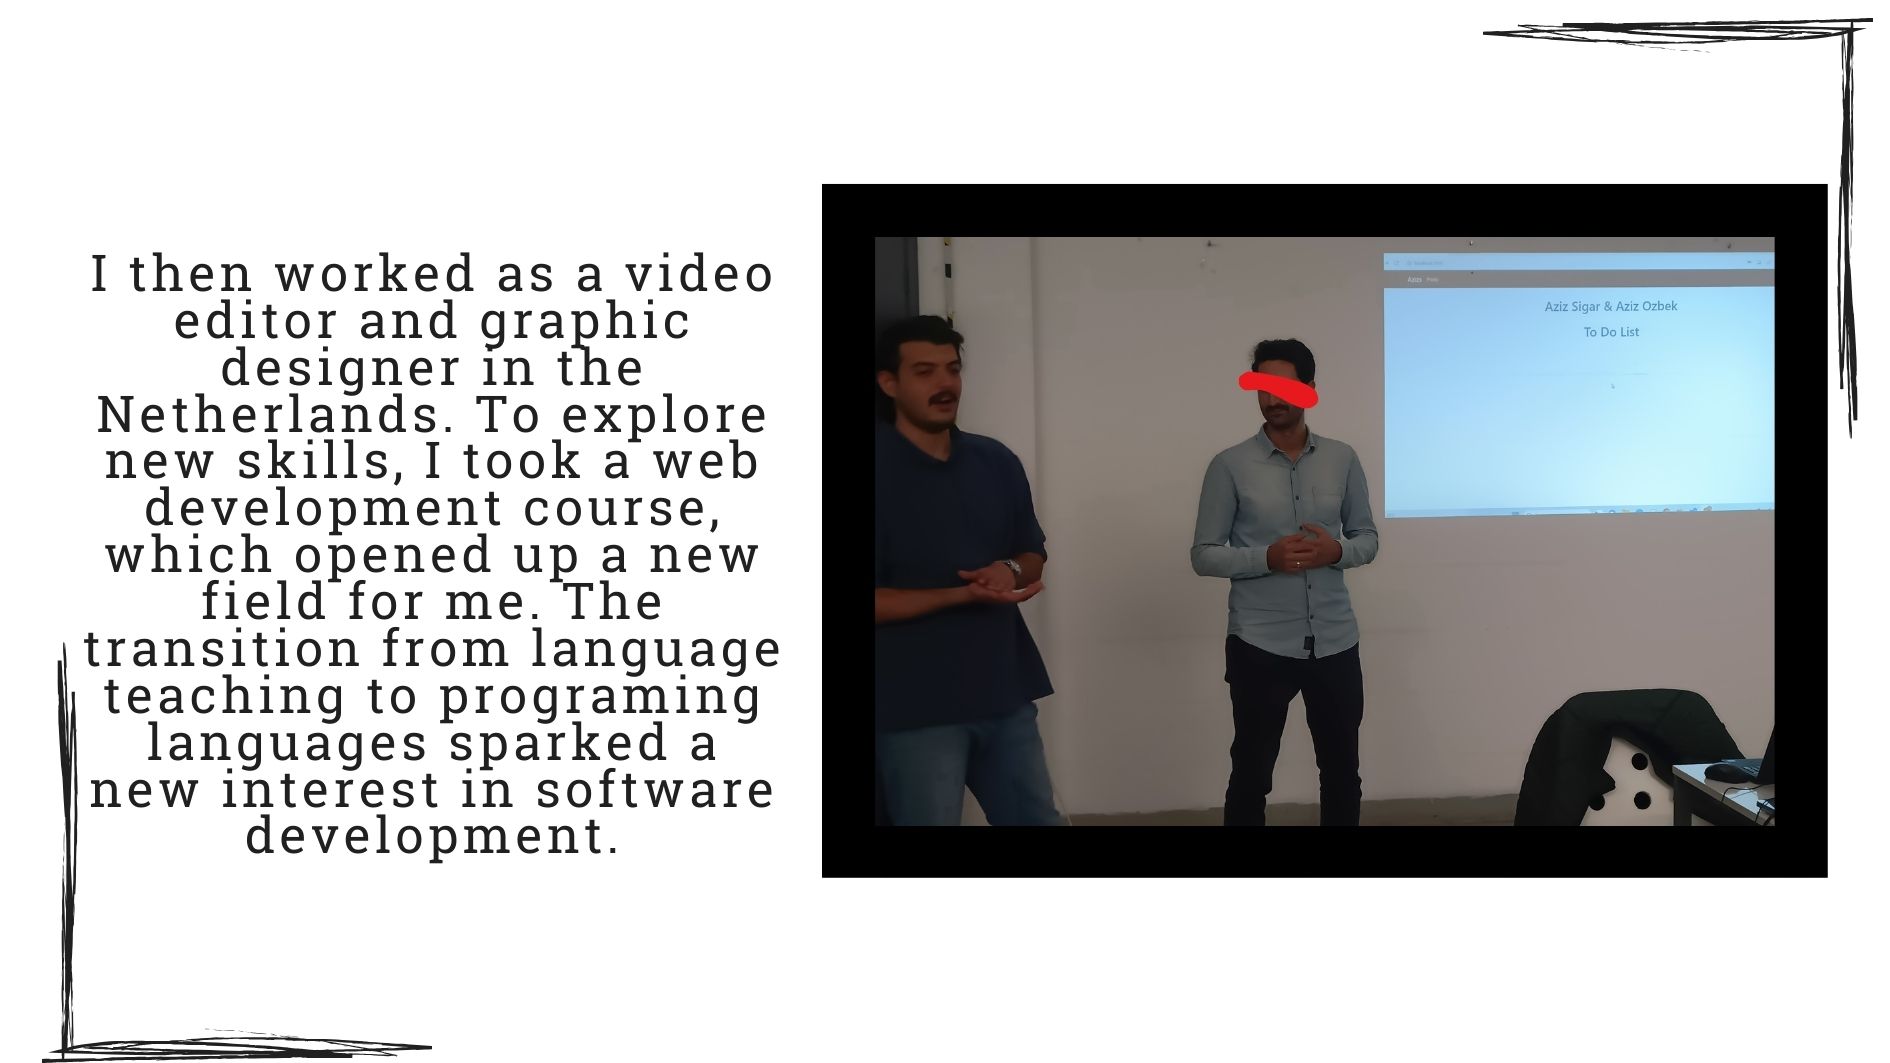 I then worked as a video
editor and graphic
designer in the
Netherlands. To explore
new skills, I took a web
development course,
which opened up a new
field for me. The
transition from language
teaching to programing
languages sparked a
new interest in software
development.
Azizs
Aziz Sigar & Aziz Ozbek
To Do List